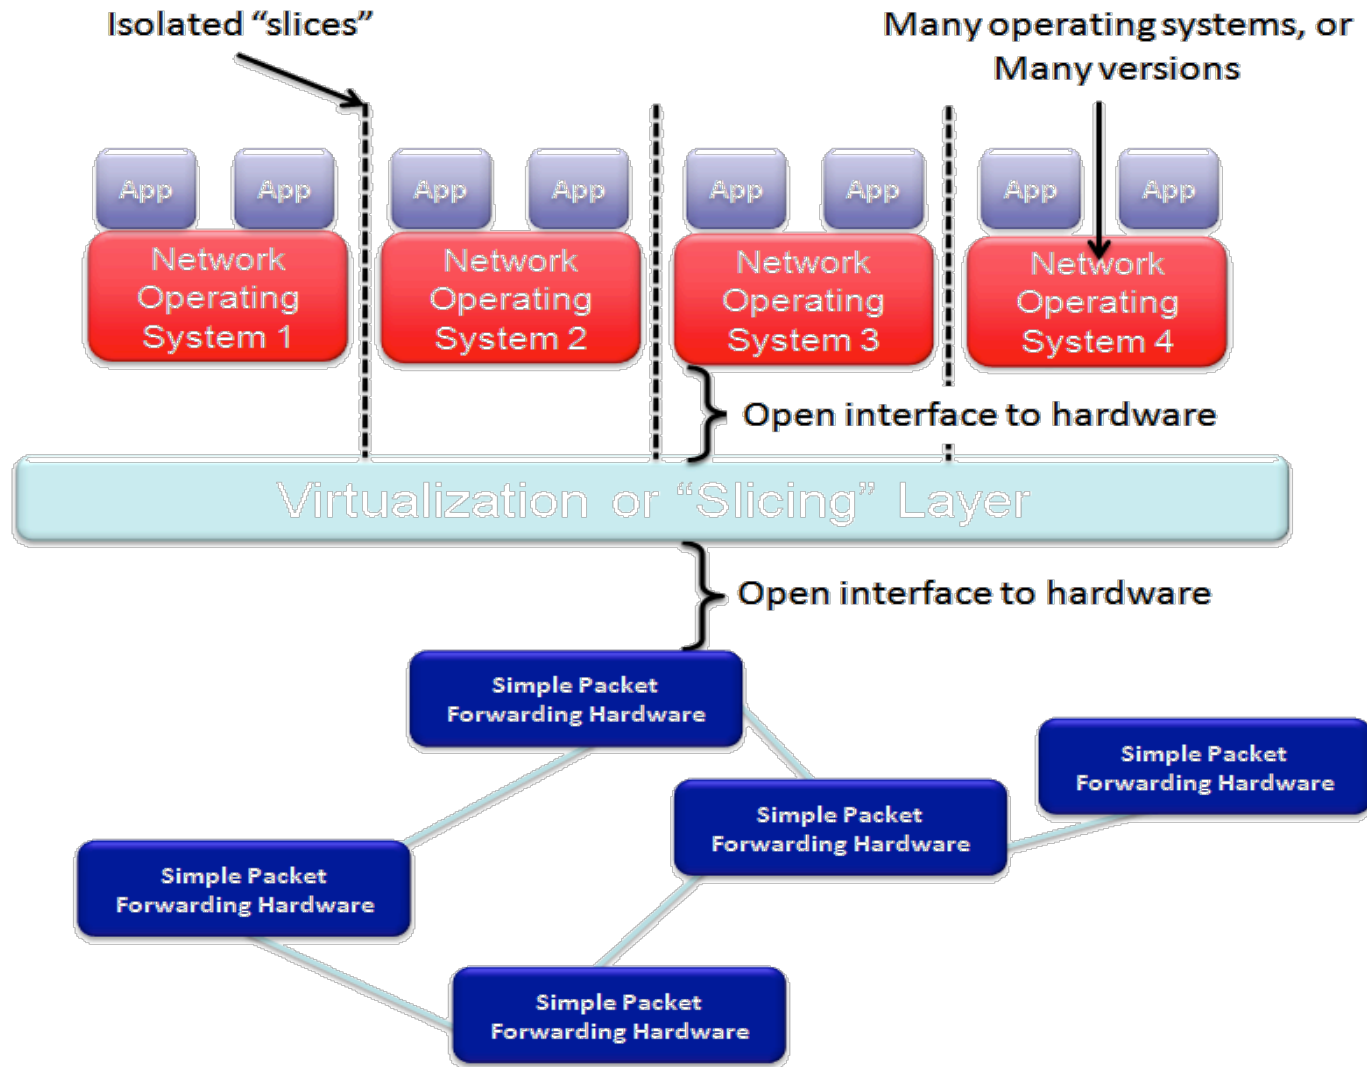 Isolated “slices”
Many operating systems, or
Many versions
App
App
App
App
App
App
App
App
Network
Operating
System 1
Network
Operating
System 2
Network
Operating
System 3
Network
Operating
System 4
Open interface to hardware
Virtualization or “Slicing” Layer
Open interface to hardware
Simple Packet
Forwarding Hardware
Simple Packet
Forwarding Hardware
Simple Packet
Forwarding Hardware
Simple Packet
Forwarding Hardware
Simple Packet
Forwarding Hardware